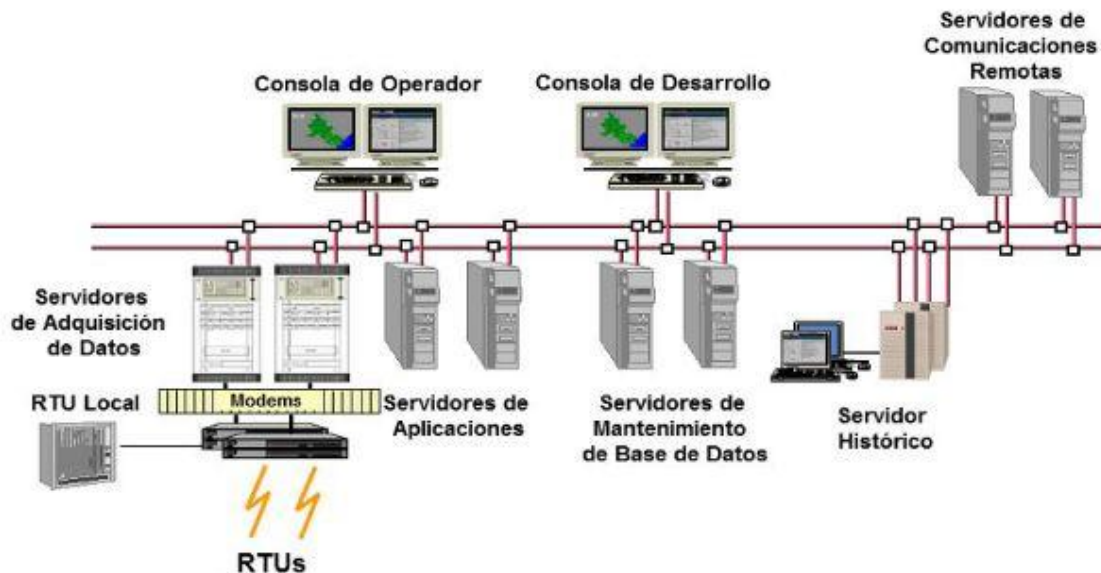 Servidores de
Comunicaciones
Remotas
Consola de Operador
Consola de Desarrollo
Servidores
de Adquisición
de Datos
RTU Local
Modems
Servidores de
Aplicaciones
Servidores de
Mantenimiento
de Base de Datos
Servidor
Histórico
RTUs